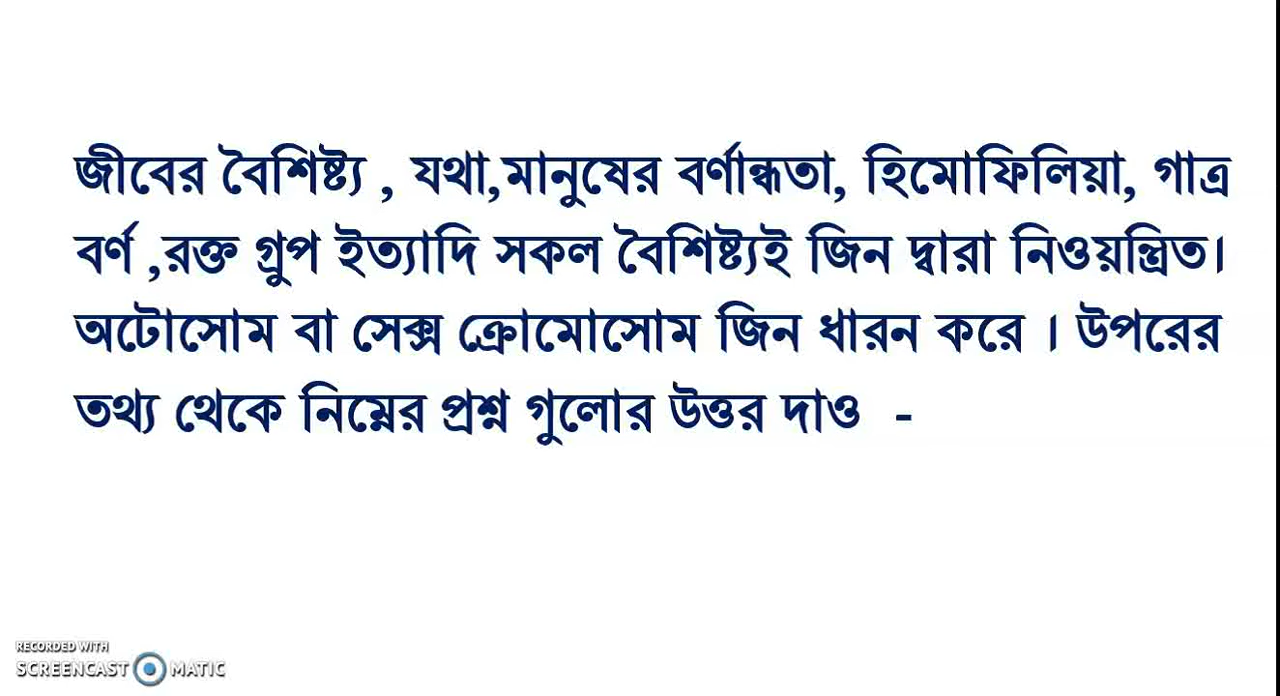 জীবের বৈশিষ্ট্য , যথা,মানুষের বর্ণান্ধতা, হিমোফিলিয়া, গাত্র
বর্ণ ,রক্ত গ্রুপ ইত্যাদি সকল বৈশিষ্ট্যই জিন দ্বারা নিওয়ন্ত্রিত।
অটোসোম বা সেক্স ক্রোমোসোম জিন ধারন করে । উপরের
তথ্য থেকে নিম্নের প্রশ্ন গুলোর উত্তর দাও -
RECORDED WITH
SCREENCAST MATIC